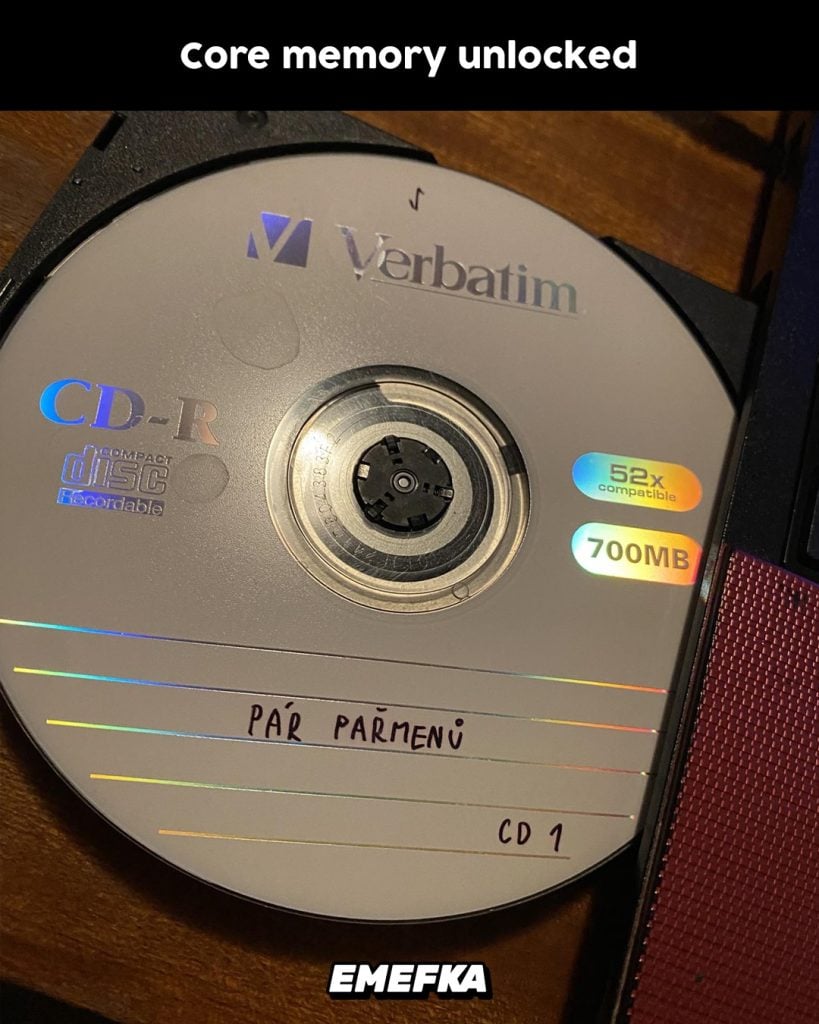 Core memory unlocked
Verbatim
CD-R
COMPACT
disc
Recordable
52x
compatible
700MB
PÁR PAŘMENŮ
CD 1
EMEFKA